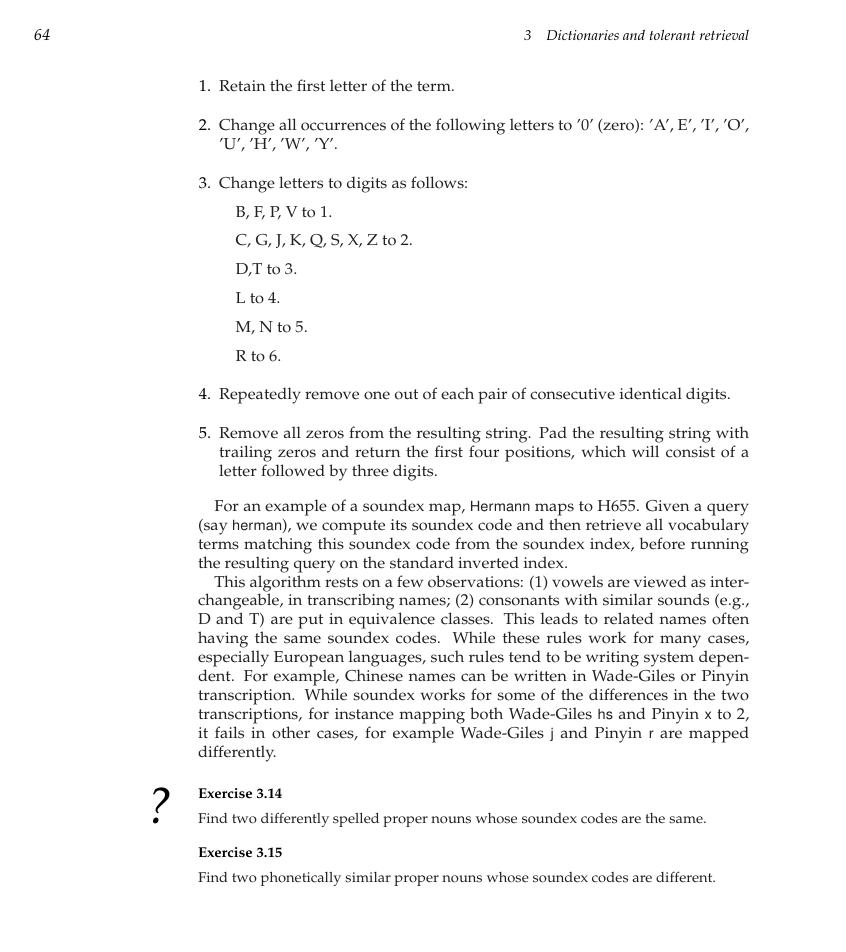 64
3 Dictionaries and tolerant retrieval
1. Retain the first letter of the term.
2. Change all occurrences of the following letters to ’0’ (zero): ’A’, E’, ’I’, ’O’,
’U’, ’H’, ’W’, ’Y’.
3. Change letters to digits as follows:
B, F, P, V to 1.
C, G, J, K, Q, S, X, Z to 2.
D,T to 3.
L to 4.
M, N to 5.
R to 6.
4. Repeatedly remove one out of each pair of consecutive identical digits.
5. Remove all zeros from the resulting string. Pad the resulting string with
trailing zeros and return the first four positions, which will consist of a
letter followed by three digits.
For an example of a soundex map, Hermann maps to H655. Given a query
(say herman), we compute its soundex code and then retrieve all vocabulary
terms matching this soundex code from the soundex index, before running
the resulting query on the standard inverted index.
This algorithm rests on a few observations: (1) vowels are viewed as inter-
changeable, in transcribing names; (2) consonants with similar sounds (e.g.,
D and T) are put in equivalence classes. This leads to related names often
having the same soundex codes. While these rules work for many cases,
especially European languages, such rules tend to be writing system depen-
dent. For example, Chinese names can be written in Wade-Giles or Pinyin
transcription. While soundex works for some of the differences in the two
transcriptions, for instance mapping both Wade-Giles hs and Pinyin x to 2,
it fails in other cases, for example Wade-Giles j and Pinyin r are mapped
differently.
?
Exercise 3.14
Find two differently spelled proper nouns whose soundex codes are the same.
Exercise 3.15
Find two phonetically similar proper nouns whose soundex codes are different.